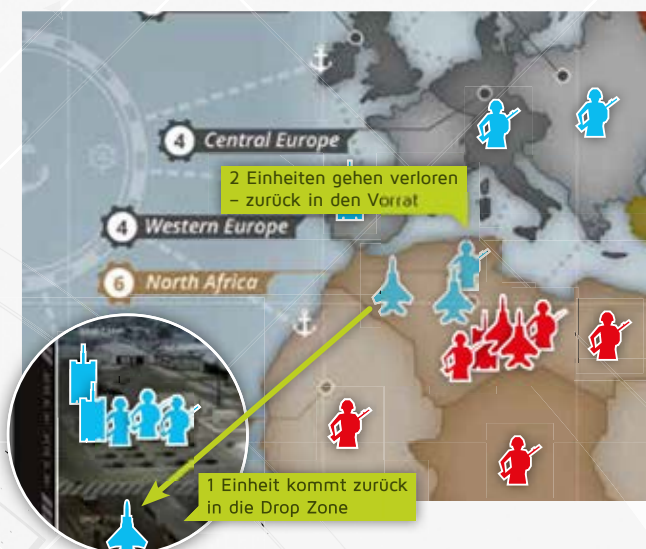 4 Central Europe
2 Einheiten gehen verloren
– zurück in den Vorrat
4 Western Europe
6 North Africa
1 Einheit kommt zurück
in die Drop Zone